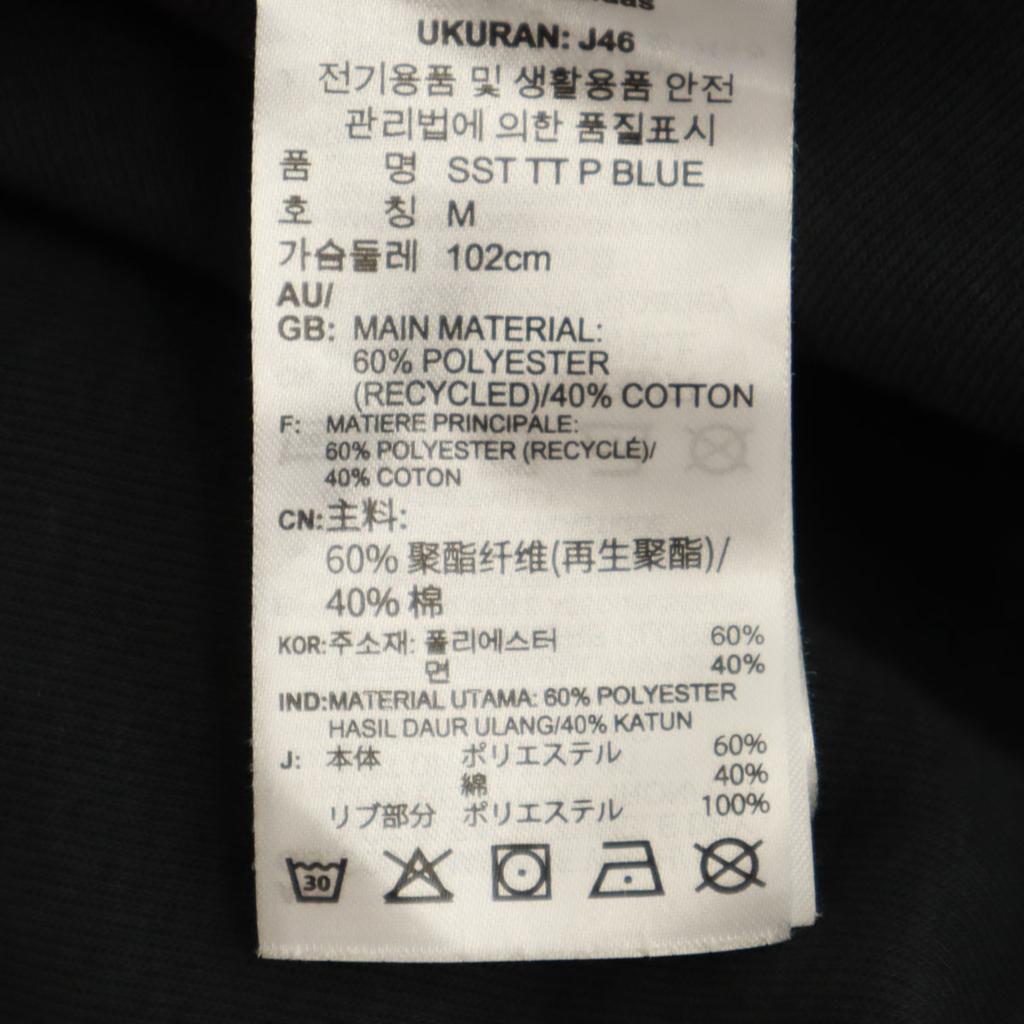 UKURAN: J46
전기용품 및 생활용품 안전
관리법에 의한 품질표시
품 명 SST TT P BLUE
호 칭 M
가슴둘레 102cm
AU/
GB: MAIN MATERIAL:
60% POLYESTER
(RECYCLED)/40% COTTON
F: MATIERE PRINCIPALE:
60% POLYESTER (RECYCLÉ)/
40% COTON
CN:主料:
60% 聚酯纤维(再生聚酯)/
40% 棉
KOR:주소재: 폴리에스터 60%
면 40%
IND:MATERIAL UTAMA: 60% POLYESTER
HASIL DAUR ULANG/40% KATUN
J: 本体 ポリエステル 60%
綿 40%
リブ部分 ポリエステル 100%
30